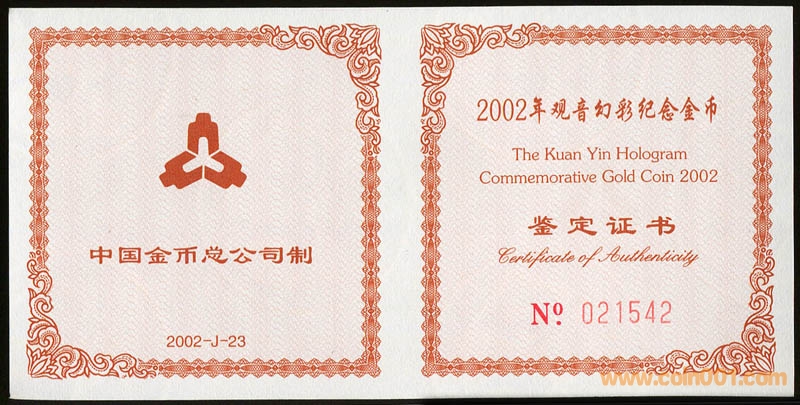 中国金币总公司制
2002-J-23
2002年观音幻彩纪念金币
The Kuan Yin Hologram
Commemorative Gold Coin 2002
鉴定证书
Certificate of Authenticity
Nº 021542
www.coin001.com